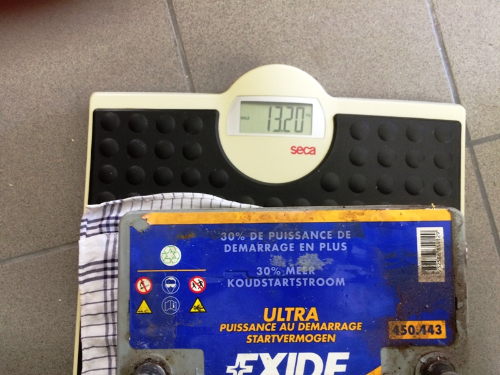 13.20
seca
30% DE PUISSANCE DE
DEMARRAGE EN PLUS
30% MEER
KOUDSTARTSTROOM
ULTRA
PUISSANCE AU DEMARRAGE
STARTVERMOGEN
450.443
EXIDE